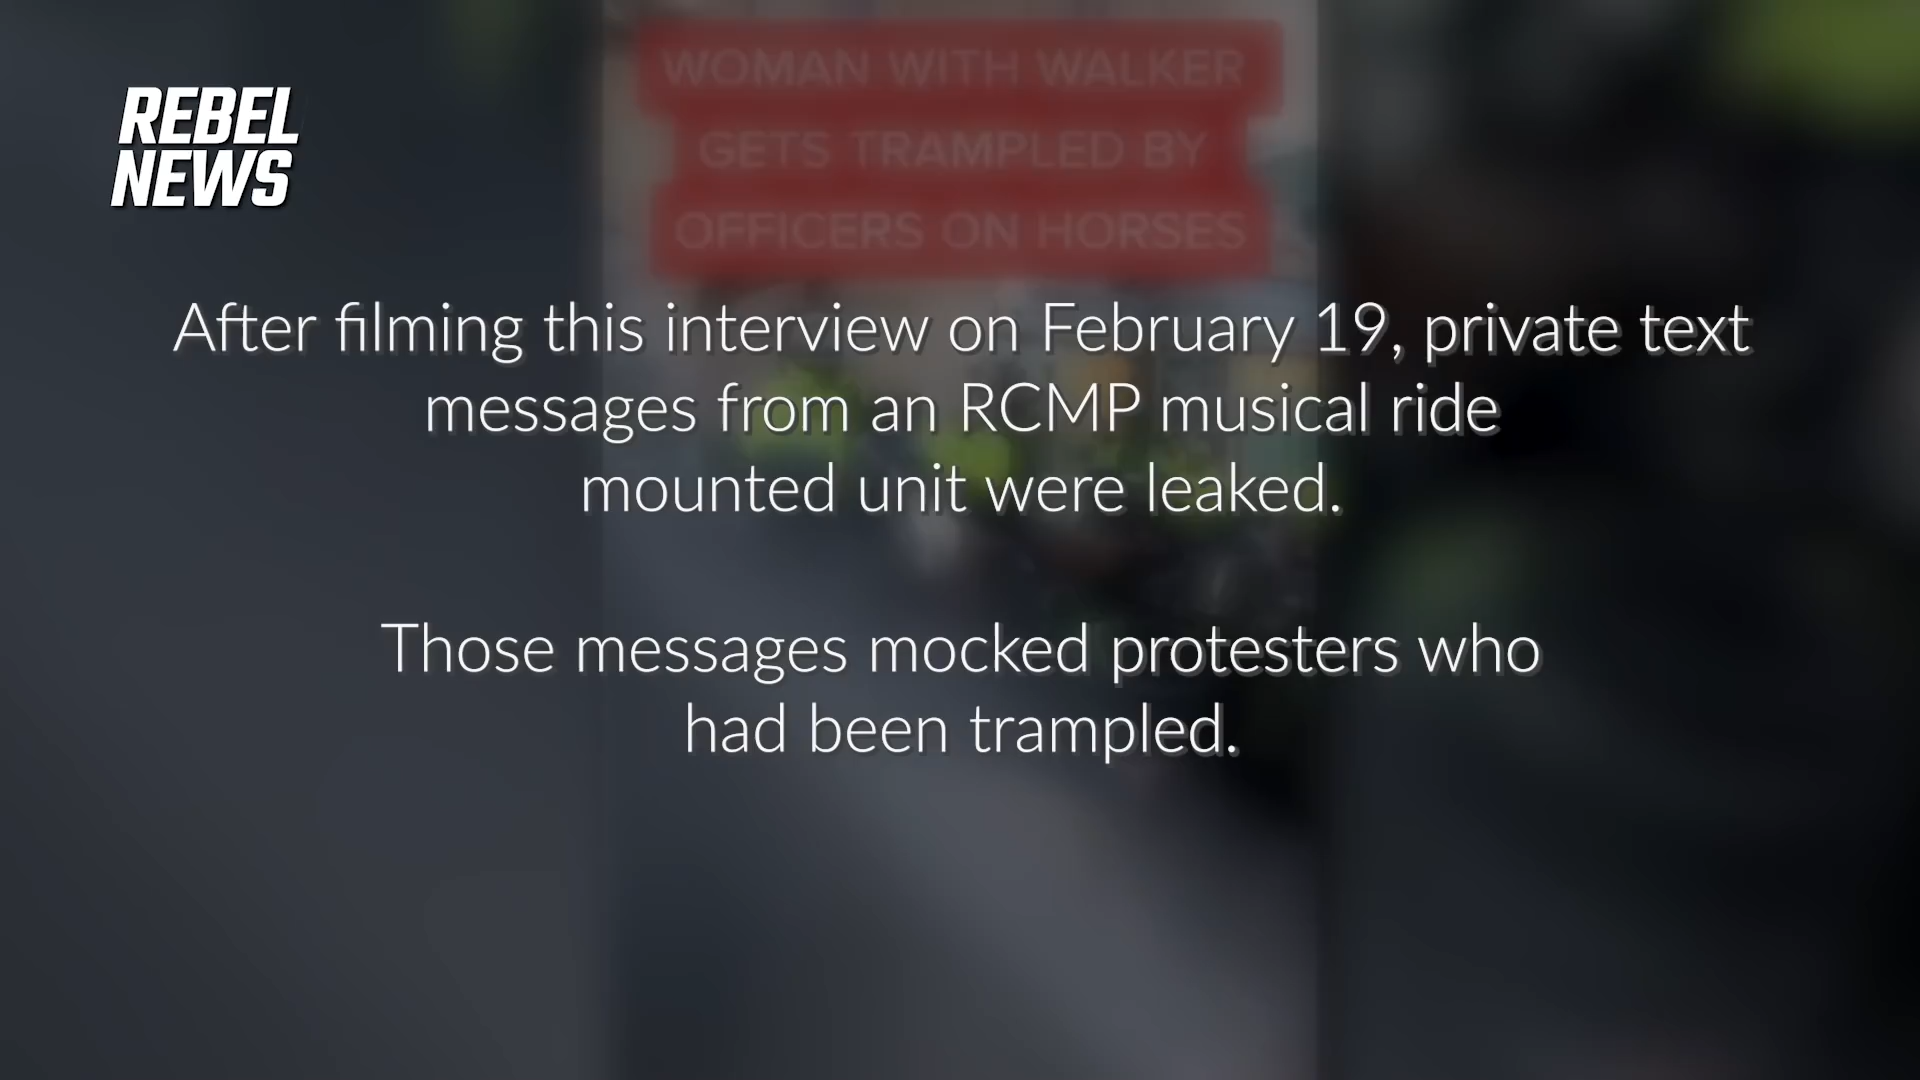 WOMAN WITH WALKER
GETS TRAMPLED BY
OFFICERS ON HORSES
REBEL
NEWS
After filming this interview on February 19, private text
messages from an RCMP musical ride
mounted unit were leaked.
Those messages mocked protesters who
had been trampled.